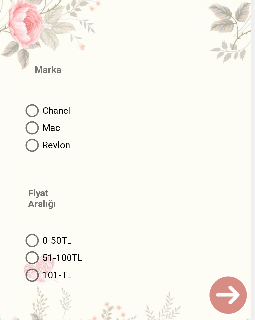 Marka
Chanel
Mac
Revlon
Fiyat
Aralığı
0-50TL
51-100TL